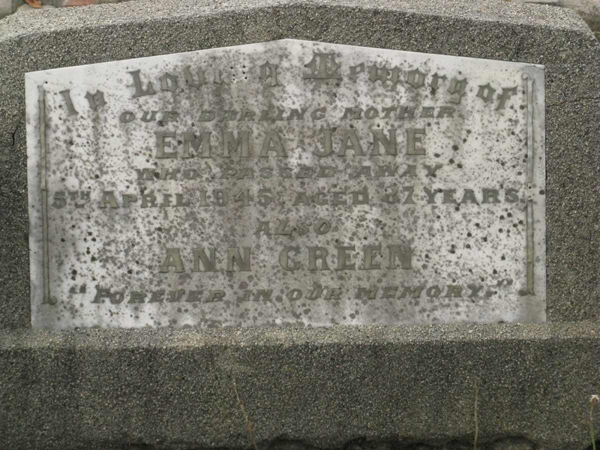 In Loving Memory of
OUR DARLING MOTHER
EMMA JANE
WHO PASSED AWAY
5TH APRIL 1945, AGED 87 YEARS.
ALSO
ANN GREEN
"FOREVER IN OUR MEMORY."